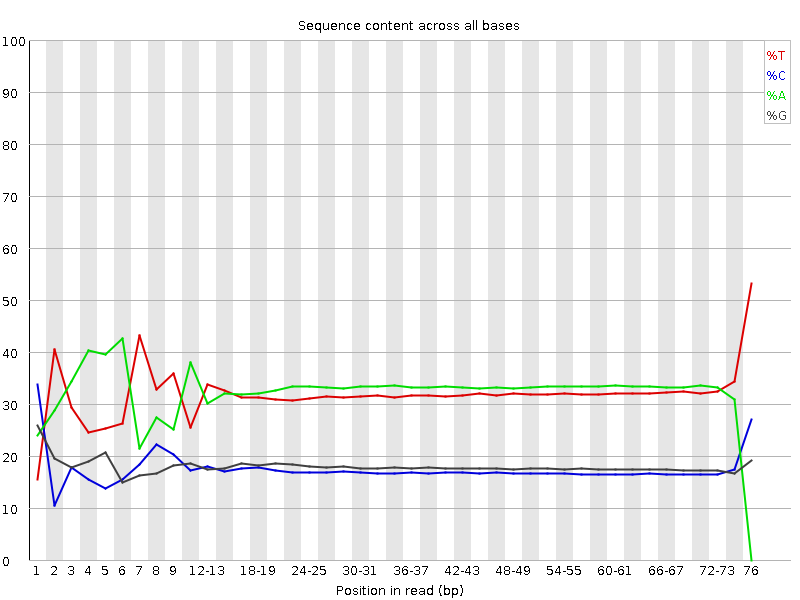 Sequence content across all bases
100
90
80
70
60
50
40
30
20
10
0
%T
%C
%A
%G
1 2 3 4 5 6 7 8 9 12-13 18-19 24-25 30-31 36-37 42-43 48-49 54-55 60-61 66-67 72-73 76
Position in read (bp)